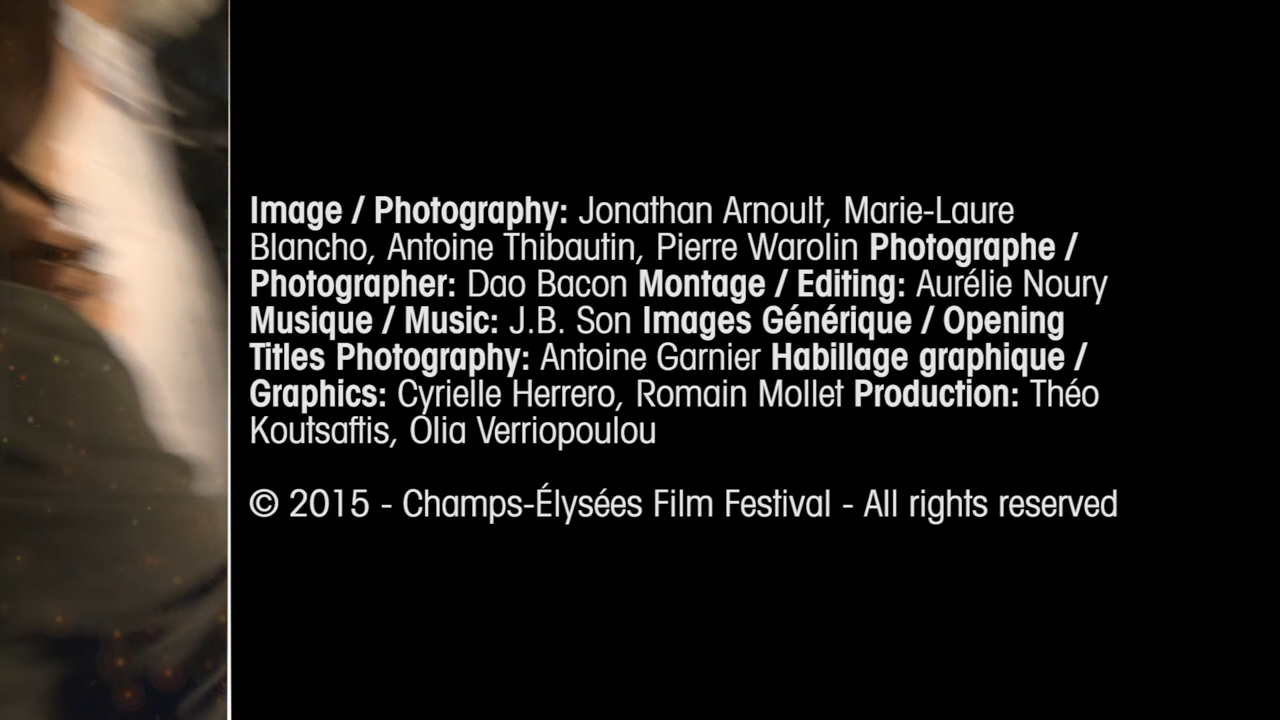 Image / Photography: Jonathan Arnoult, Marie-Laure
Blancho, Antoine Thibautin, Pierre Warolin Photographe /
Photographer: Dao Bacon Montage / Editing: Aurélie Noury
Musique / Music: J.B. Son Images Générique / Opening
Titles Photography: Antoine Garnier Habillage graphique /
Graphics: Cyrielle Herrero, Romain Mollet Production: Théo
Koutsaftis, Olia Verriopoulou
© 2015 - Champs-Élysées Film Festival - All rights reserved